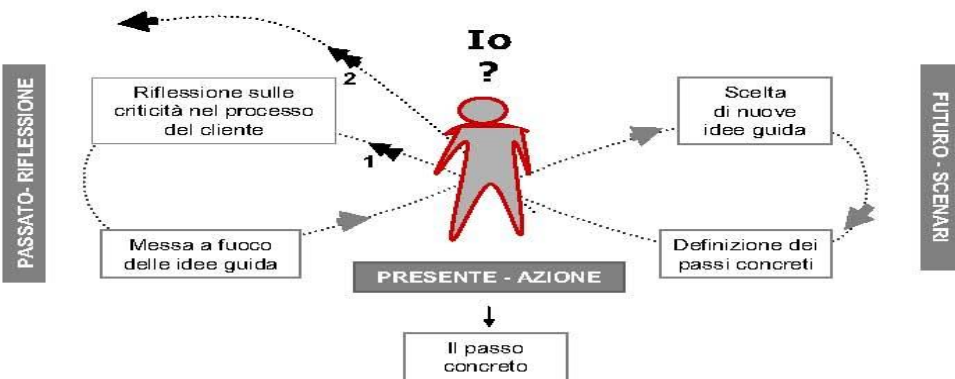 Io
?
2
Riflessione sulle
criticità nel processo
del cliente
1
Scelta
di nuove
idee guida
PASSATO- RIFLESSIONE
FUTURO - SCENARI
Messa a fuoco
delle idee guida
Definizione dei
passi concreti
PRESENTE - AZIONE
Il passo
concreto